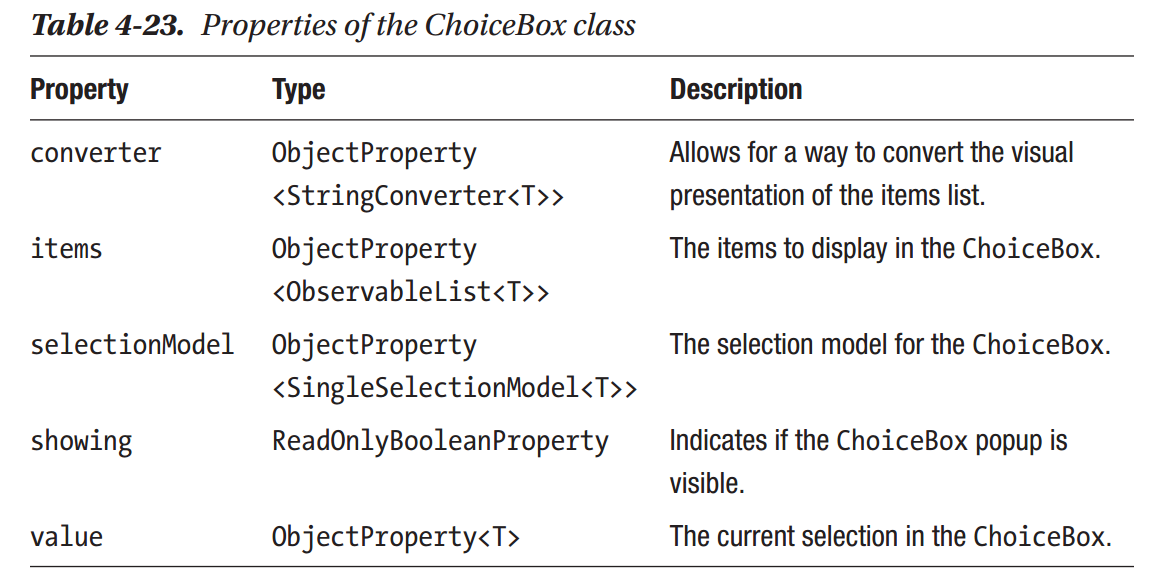 Table 4-23. Properties of the ChoiceBox class
Property Type Description
converter ObjectProperty Allows for a way to convert the visual
<StringConverter<T>> presentation of the items list.
items ObjectProperty The items to display in the ChoiceBox.
<ObservableList<T>>
selectionModel ObjectProperty The selection model for the ChoiceBox.
<SingleSelectionModel<T>>
showing ReadOnlyBooleanProperty Indicates if the ChoiceBox popup is
visible.
value ObjectProperty<T> The current selection in the ChoiceBox.